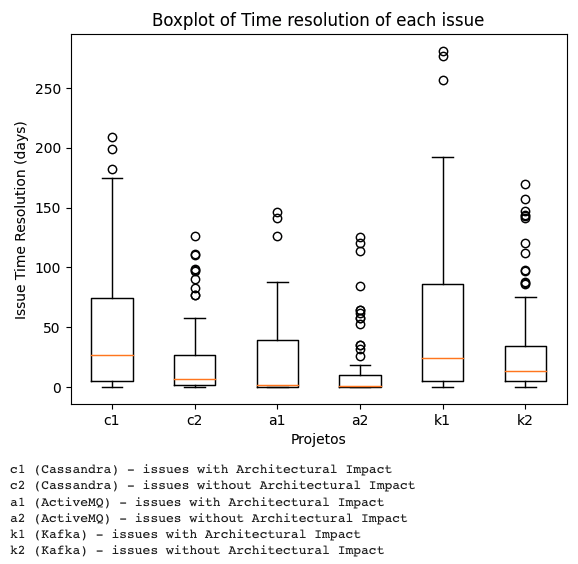 Boxplot of Time resolution of each issue
Issue Time Resolution (days)
250
200
150
100
50
0
c1 c2 a1 a2 k1 k2
Projetos
c1 (Cassandra) - issues with Architectural Impact
c2 (Cassandra) - issues without Architectural Impact
a1 (ActiveMQ) - issues with Architectural Impact
a2 (ActiveMQ) - issues without Architectural Impact
k1 (Kafka) - issues with Architectural Impact
k2 (Kafka) - issues without Architectural Impact